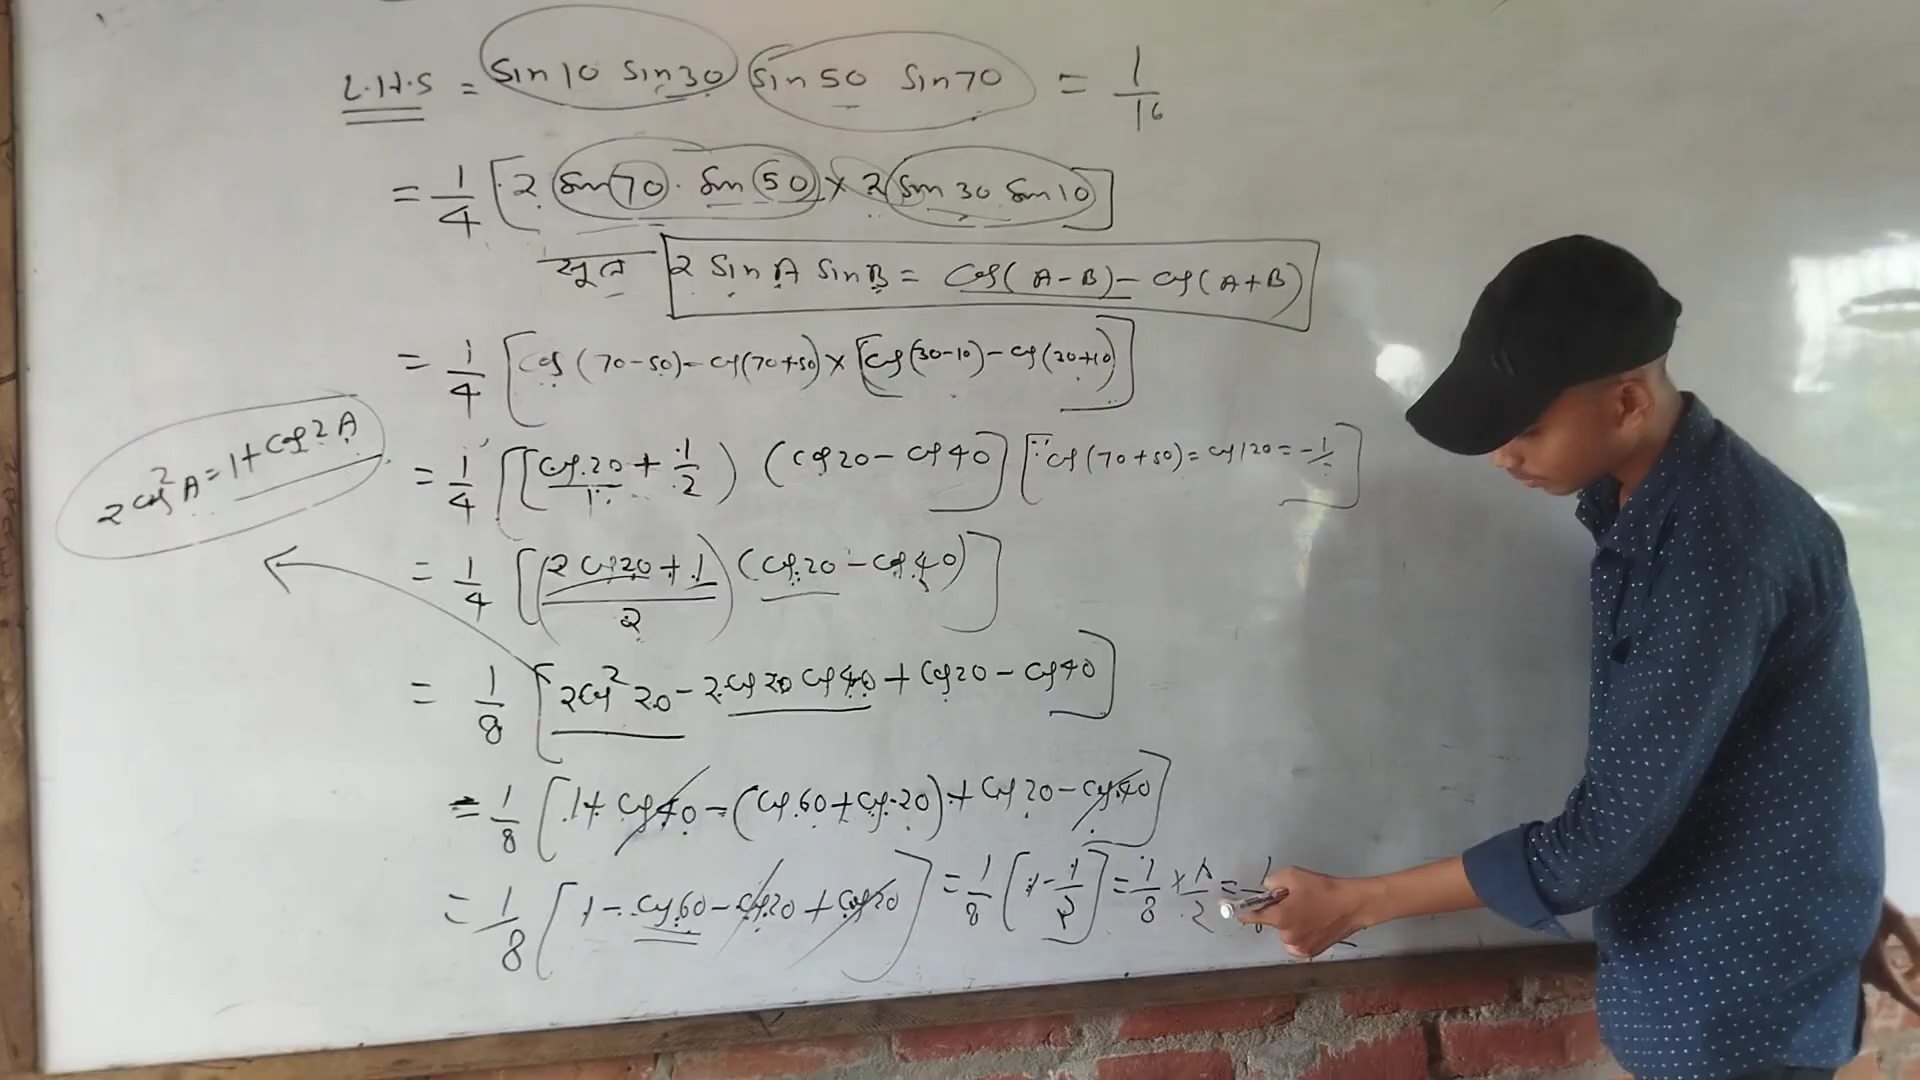 L.H.S = Sin10 Sin30 Sin50 Sin70 = 1/16
= 1/4 [2 Sin70 · Sin50 × 2 Sin30 Sin10]
सूत्र 2 Sin A Sin B = Cos(A-B) - Cos(A+B)
= 1/4 [Cos(70-50) - Cos(70+50) × [Cos(30-10) - Cos(30+10)]
2Cos²A = 1 + Cos2A
= 1/4 [[Cos20 + 1/2) (Cos20 - Cos40] [∵ Cos(70+50) = Cos120 = -1/2]
= 1/4 [(2Cos20+1)/2 (Cos20 - Cos40)]
= 1/8 [2Cos²20 - 2Cos20 Cos40 + Cos20 - Cos40]
= 1/8 [1 + Cos40 - (Cos60 + Cos20) + Cos20 - Cos40]
= 1/8 [1 - Cos60 - Cos20 + Cos20] = 1/8 [1 - 1/2] = 1/8 × 1/2 =